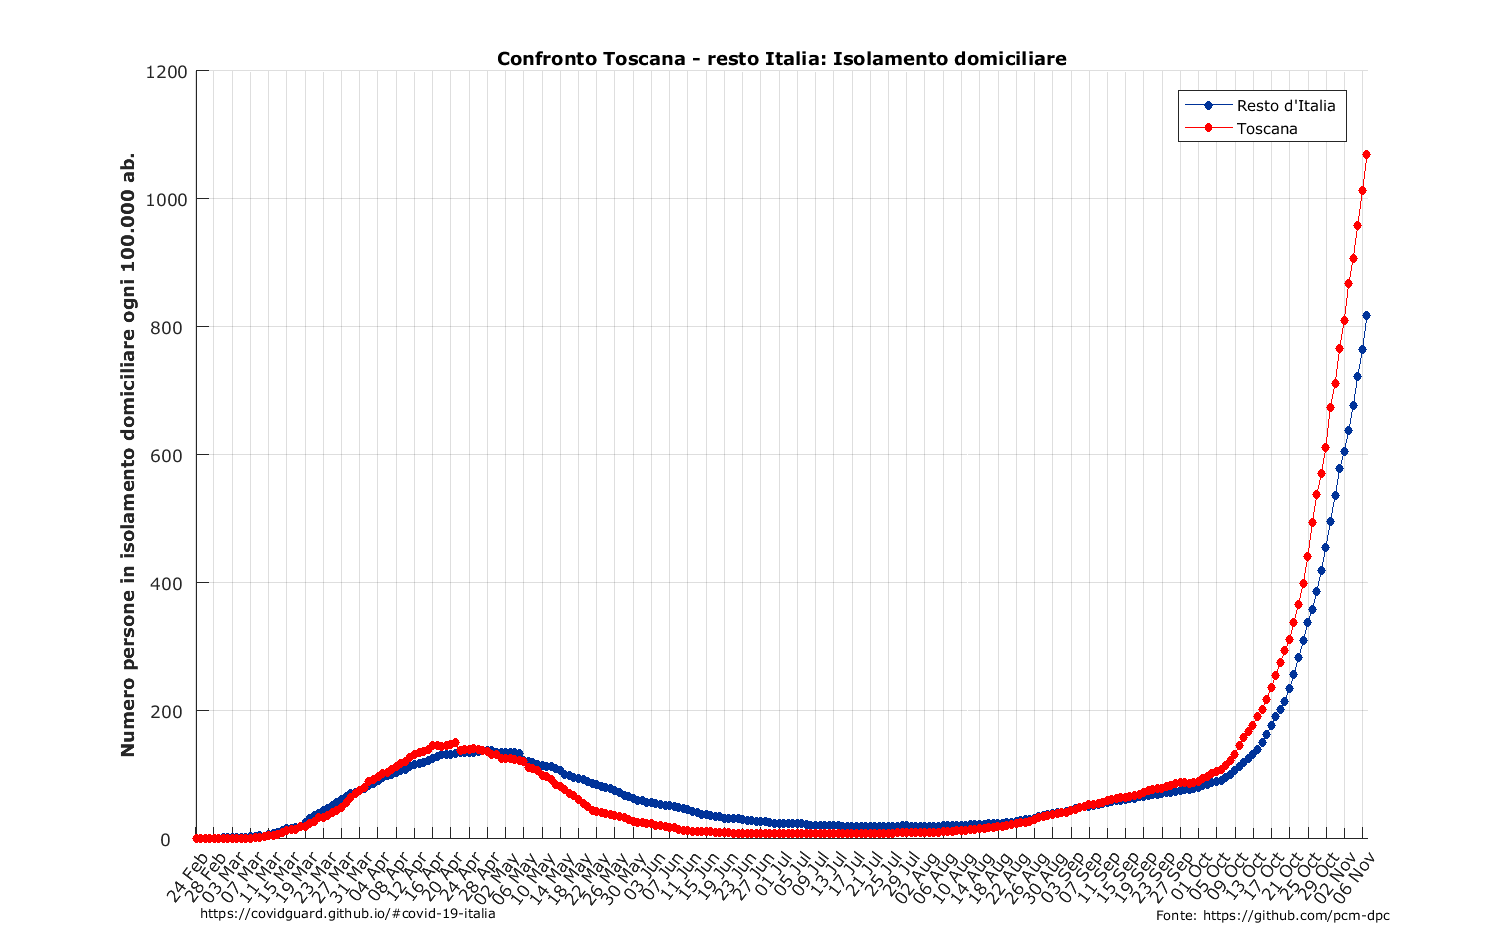 Confronto Toscana - resto Italia: Isolamento domiciliare
Resto d'Italia
Toscana
Numero persone in isolamento domiciliare ogni 100.000 ab.
1200
1000
800
600
400
200
0
24 Feb
28 Feb
03 Mar
07 Mar
11 Mar
15 Mar
19 Mar
23 Mar
27 Mar
31 Mar
04 Apr
08 Apr
12 Apr
16 Apr
20 Apr
24 Apr
28 Apr
02 May
06 May
10 May
14 May
18 May
22 May
26 May
30 May
03 Jun
07 Jun
11 Jun
15 Jun
19 Jun
23 Jun
27 Jun
01 Jul
05 Jul
09 Jul
13 Jul
17 Jul
21 Jul
25 Jul
29 Jul
02 Aug
06 Aug
10 Aug
14 Aug
18 Aug
22 Aug
26 Aug
30 Aug
03 Sep
07 Sep
11 Sep
15 Sep
19 Sep
23 Sep
27 Sep
01 Oct
05 Oct
09 Oct
13 Oct
17 Oct
21 Oct
25 Oct
29 Oct
02 Nov
06 Nov
https://covidguard.github.io/#covid-19-italia
Fonte: https://github.com/pcm-dpc